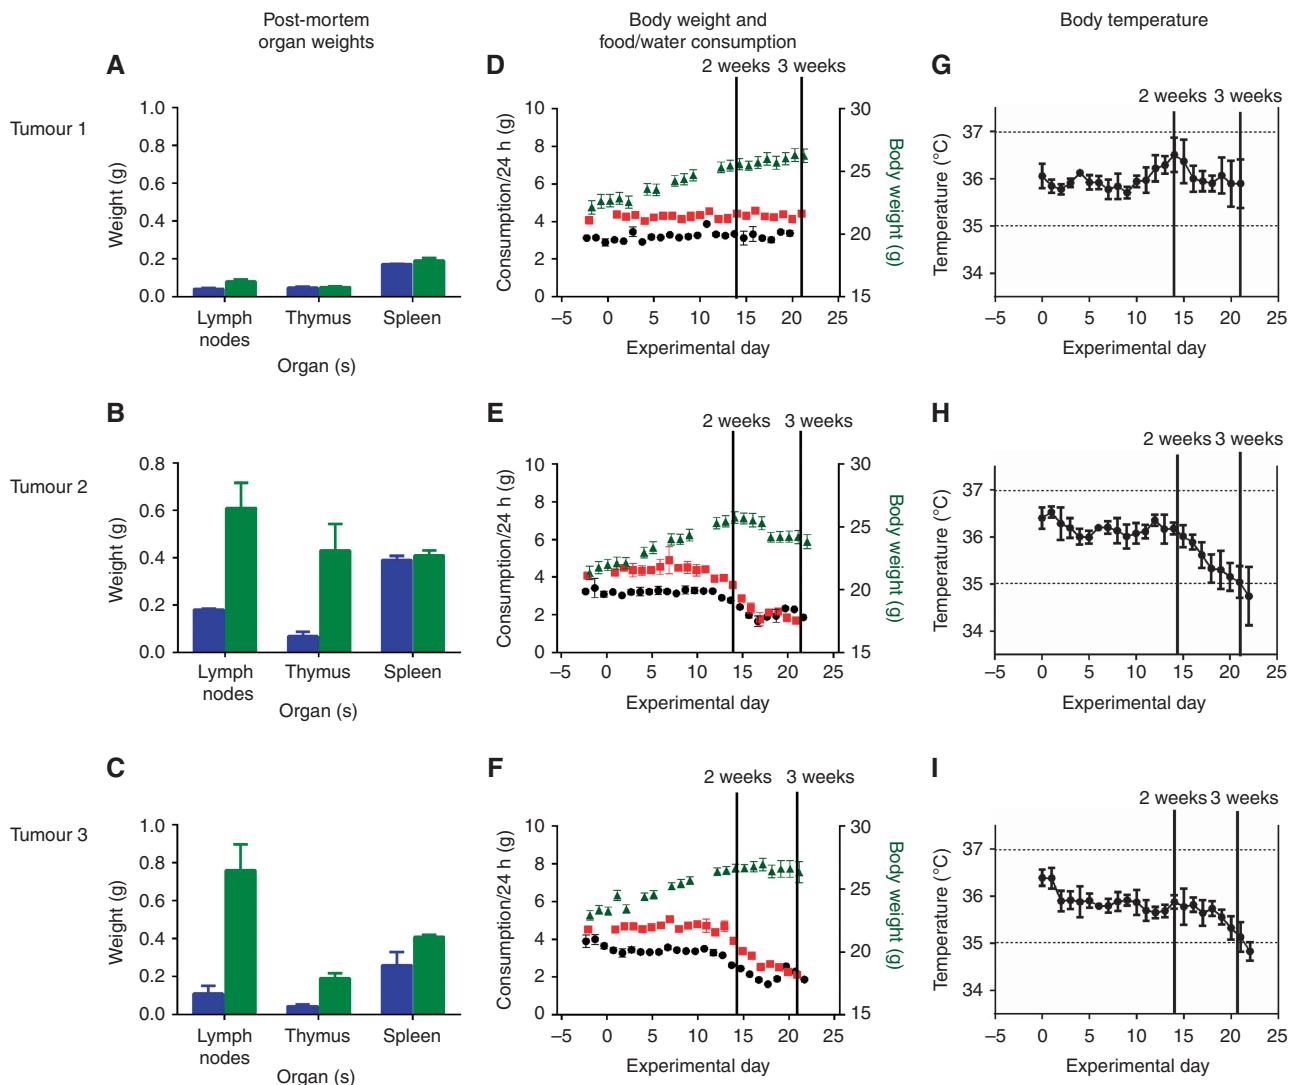 Post-mortem
organ weights
Body weight and
food/water consumption
Body temperature
Tumour 1
A
1.0
0.8
0.6
0.4
0.2
0.0
Weight (g)
Lymph
nodes
Thymus
Spleen
Organ (s)
D
2 weeks
3 weeks
10
8
6
4
2
0
Consumption/24 h (g)
30
25
20
15
Body weight (g)
–5
0
5
10
15
20
25
Experimental day
G
2 weeks
3 weeks
37
36
35
34
Temperature (°C)
–5
0
5
10
15
20
25
Experimental day
Tumour 2
B
0.8
0.6
0.4
0.2
0.0
Weight (g)
Lymph
nodes
Thymus
Spleen
Organ (s)
E
2 weeks
3 weeks
10
8
6
4
2
0
Consumption/24 h (g)
30
25
20
15
Body weight (g)
–5
0
5
10
15
20
25
Experimental day
H
2 weeks
3 weeks
37
36
35
34
Temperature (°C)
–5
0
5
10
15
20
25
Experimental day
Tumour 3
C
1.0
0.8
0.6
0.4
0.2
0.0
Weight (g)
Lymph
nodes
Thymus
Spleen
Organ (s)
F
2 weeks
3 weeks
10
8
6
4
2
0
Consumption/24 h (g)
30
25
20
15
Body weight (g)
–5
0
5
10
15
20
25
Experimental day
I
2 weeks
3 weeks
37
36
35
34
Temperature (°C)
–5
0
5
10
15
20
25
Experimental day